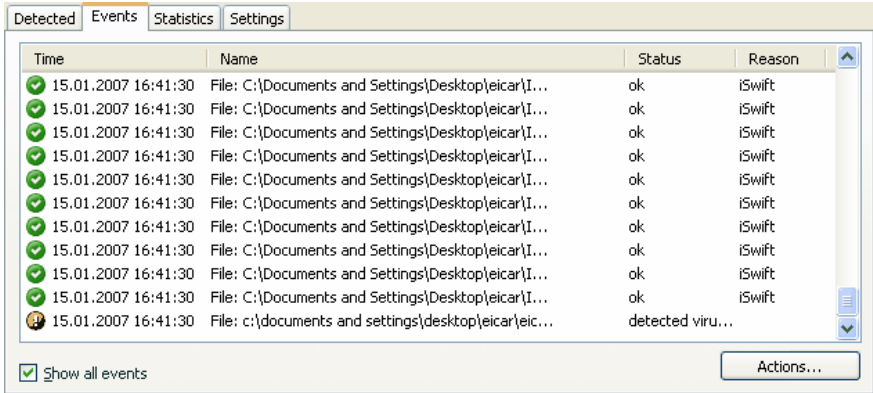 Detected Events Statistics Settings
Time Name Status Reason
15.01.2007 16:41:30 File: C:\Documents and Settings\Desktop\eicar\I... ok iSwift
15.01.2007 16:41:30 File: C:\Documents and Settings\Desktop\eicar\I... ok iSwift
15.01.2007 16:41:30 File: C:\Documents and Settings\Desktop\eicar\I... ok iSwift
15.01.2007 16:41:30 File: C:\Documents and Settings\Desktop\eicar\I... ok iSwift
15.01.2007 16:41:30 File: C:\Documents and Settings\Desktop\eicar\I... ok iSwift
15.01.2007 16:41:30 File: C:\Documents and Settings\Desktop\eicar\I... ok iSwift
15.01.2007 16:41:30 File: C:\Documents and Settings\Desktop\eicar\I... ok iSwift
15.01.2007 16:41:30 File: C:\Documents and Settings\Desktop\eicar\I... ok iSwift
15.01.2007 16:41:30 File: C:\Documents and Settings\Desktop\eicar\I... ok iSwift
15.01.2007 16:41:30 File: C:\Documents and Settings\Desktop\eicar\I... ok iSwift
15.01.2007 16:41:30 File: c:\documents and settings\desktop\eicar\eic... detected viru...
Show all events Actions...